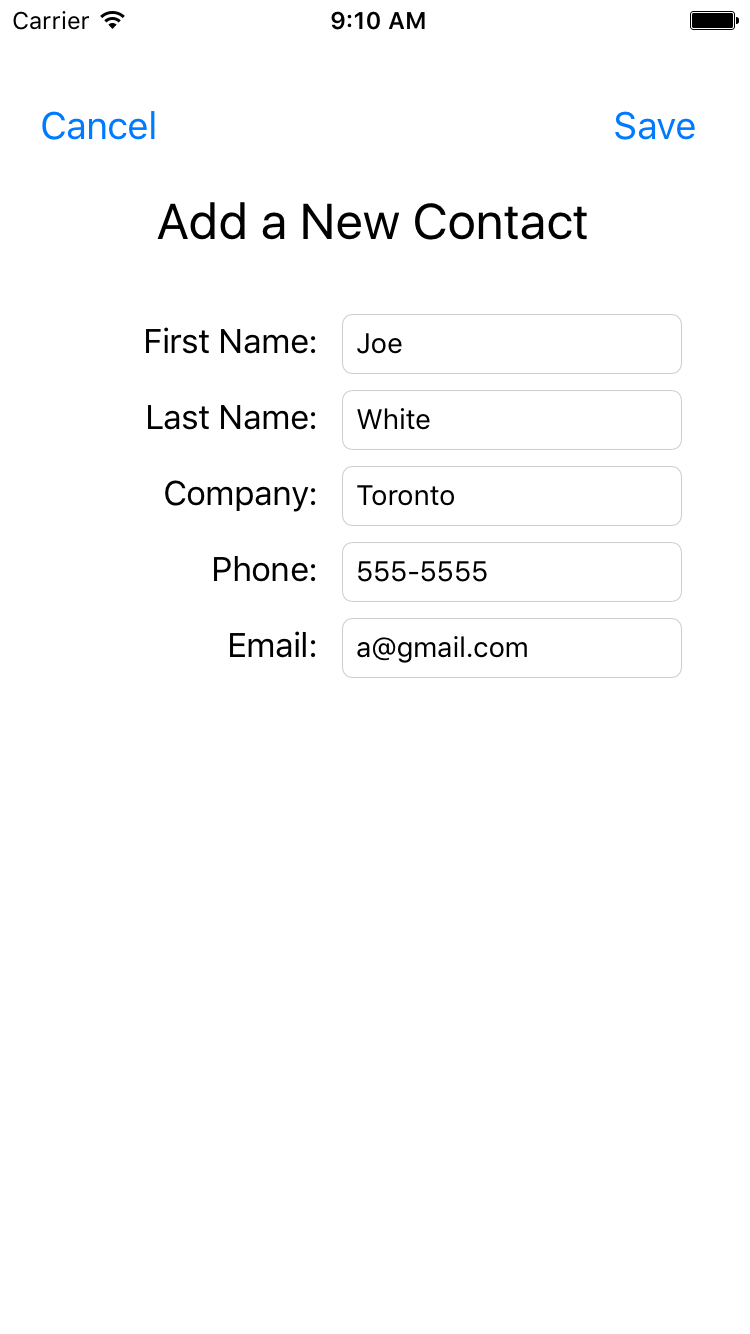 Carrier 9:10 AM
Cancel Save
Add a New Contact
First Name: Joe
Last Name: White
Company: Toronto
Phone: 555-5555
Email: a@gmail.com